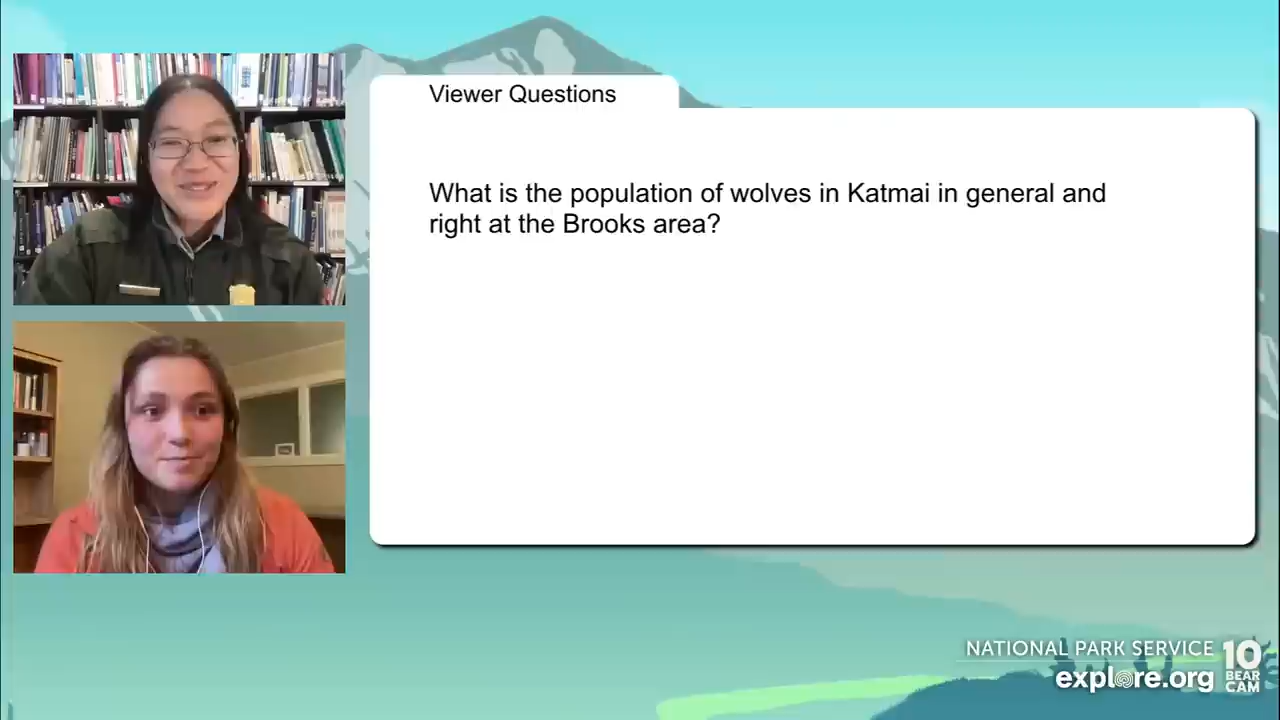 Viewer Questions
What is the population of wolves in Katmai in general and
right at the Brooks area?
NATIONAL PARK SERVICE
explore.org
10
BEAR
CAM